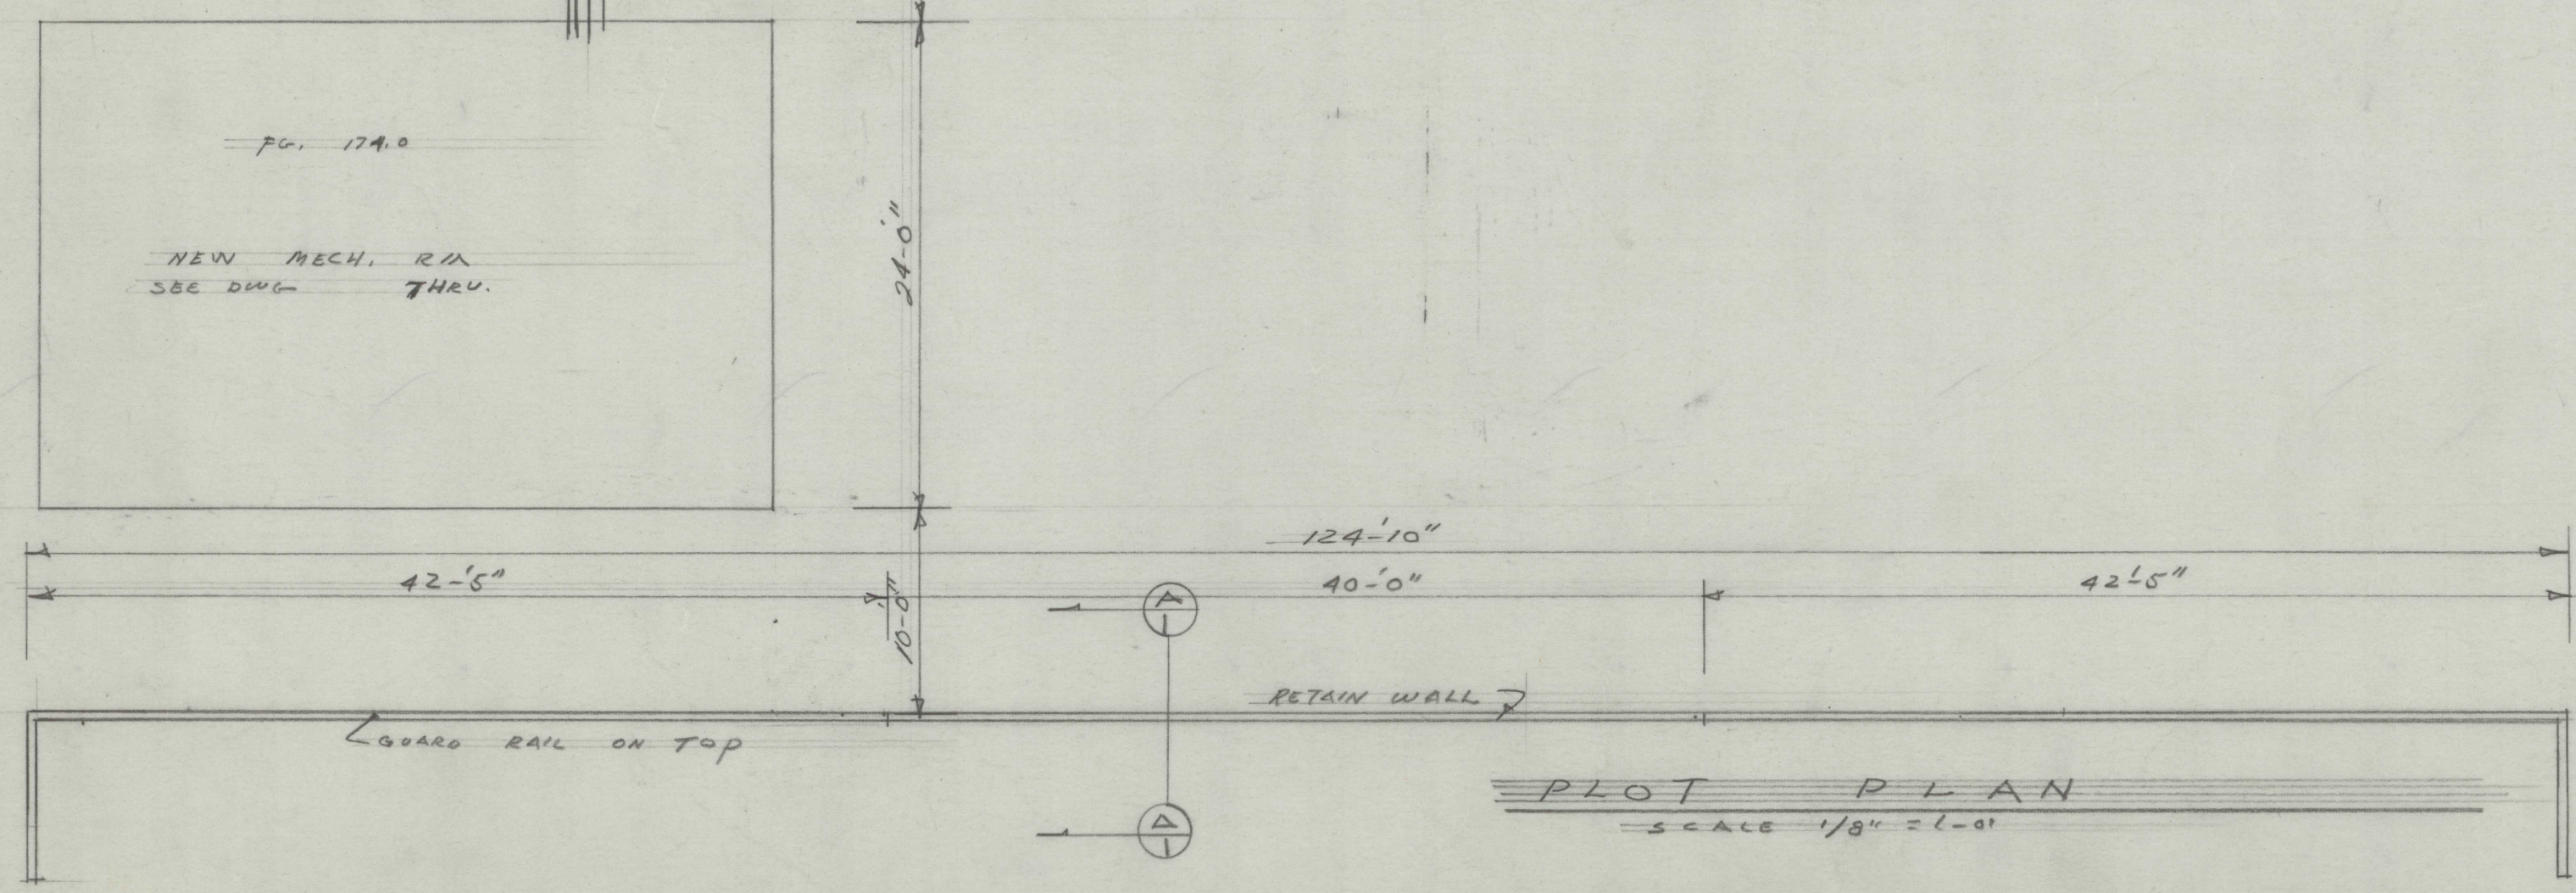 FG. 174.0
NEW MECH. RM
SEE DWG THRU.
24'-0"
124'-10"
42'-5"
40'-0"
42'-5"
10'-0"
A
1
RETAIN WALL
GUARD RAIL ON TOP
PLOT PLAN
SCALE 1/8" = 1'-0"
A
1